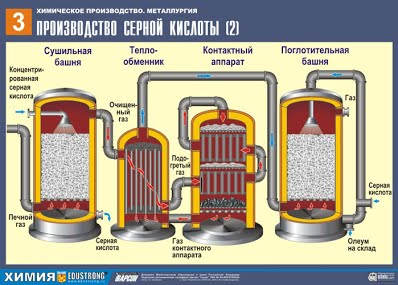 3
ХИМИЧЕСКОЕ ПРОИЗВОДСТВО. МЕТАЛЛУРГИЯ
ПРОИЗВОДСТВО СЕРНОЙ КИСЛОТЫ (2)
Сушильная
башня
Тепло-
обменник
Контактный
аппарат
Поглотительная
башня
Концентри-
рованная
серная
кислота
Очищен-
ный
газ
Подо-
гретый
газ
Газ
Серная
кислота
Печной
газ
Серная
кислота
Газ
контактного
аппарата
Олеум
на склад
ХИМИЯ
EDUSTRONG
ВАРСОН